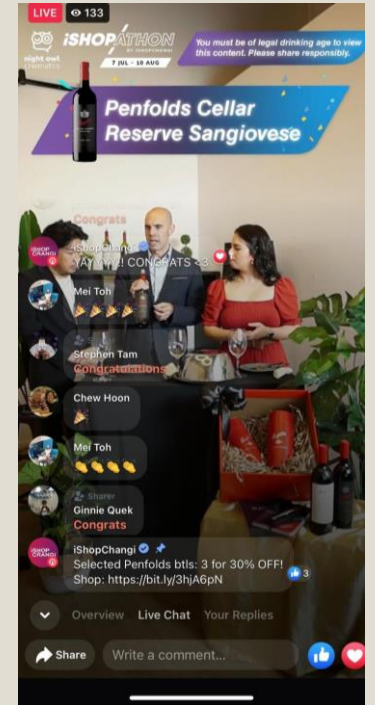 LIVE 133
night owl
cinematics
iSHOPATHON
BY ISHOPCHANGI
7 JUL - 10 AUG
You must be of legal drinking age to view
this content. Please share responsibly.
Penfolds Cellar
Reserve Sangiovese
Congrats
iShopChangi
YAYYYY!! CONGRATS <3
Mei Toh
Stephen Tam
Congratulations
Chew Hoon
Mei Toh
Sharer
Ginnie Quek
Congrats
iSHOP
CHANGI
iShopChangi
Selected Penfolds btls: 3 for 30% OFF!
3
Shop: https://bit.ly/3hjA6pN
Overview Live Chat Your Replies
Share Write a comment...